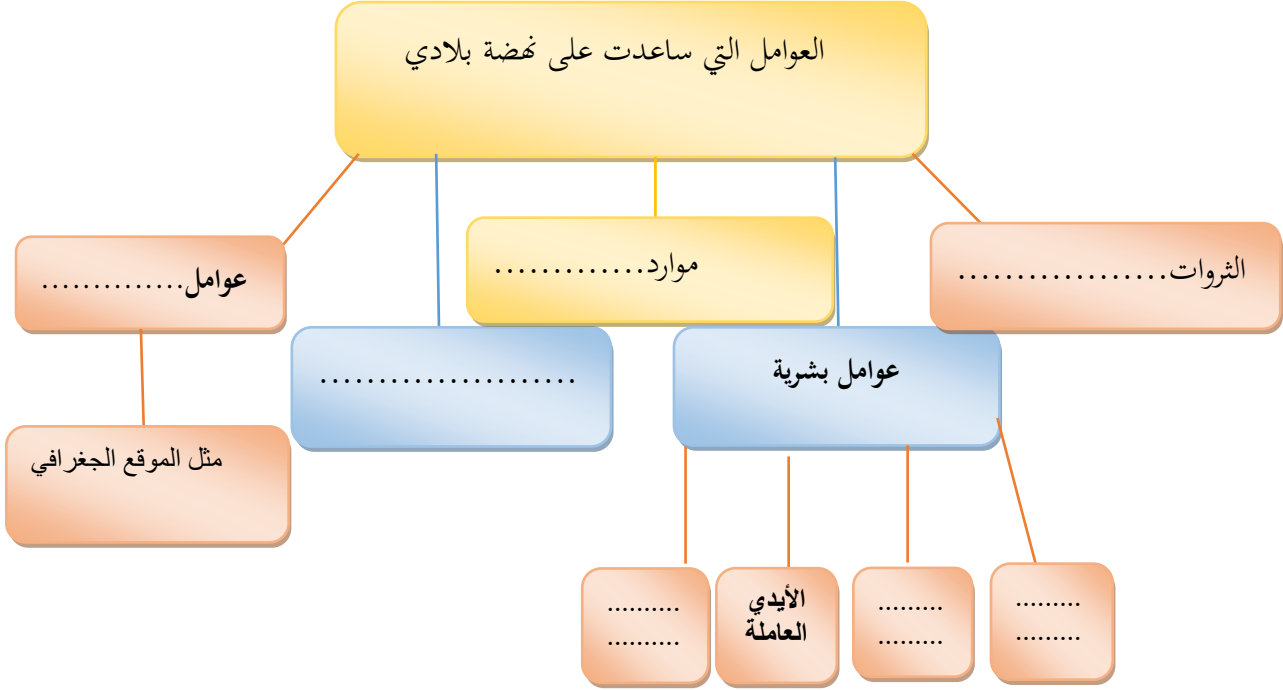 العوامل التي ساعدت على نهضة بلادي
الثروات..................
موارد.............
عوامل..............
عوامل بشرية
......................
مثل الموقع الجغرافي
.........
.........
.........
.........
الأيدي
العاملة
..........
..........